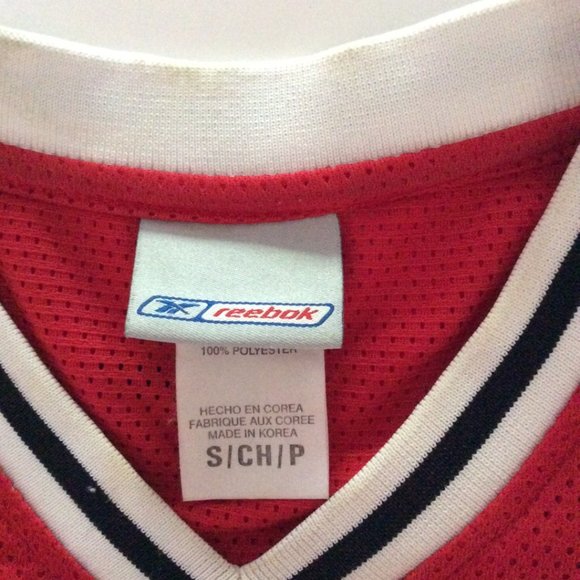 reebok
100% POLYESTER
HECHO EN COREA
FABRIQUE AUX COREE
MADE IN KOREA
S/CH/P